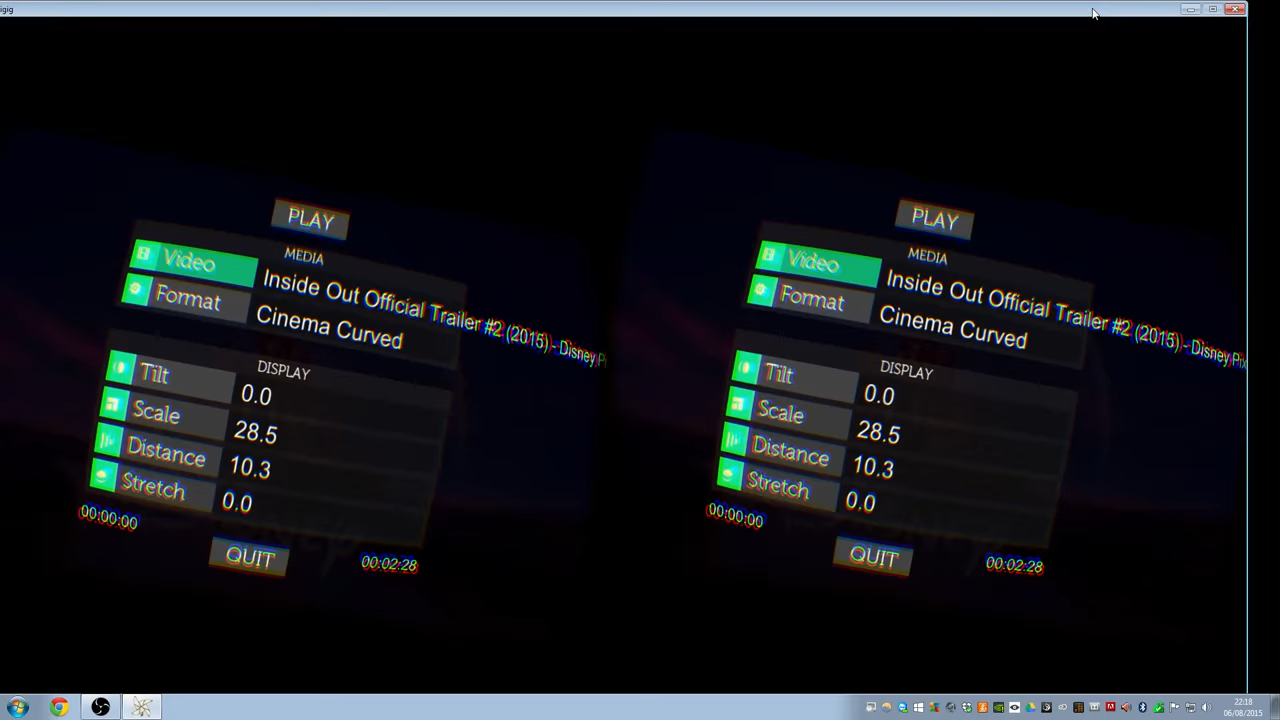 igig
PLAY
MEDIA
Video
Inside Out Official Trailer #2 (2015) - Disney Pi
Format
Cinema Curved
DISPLAY
Tilt
0.0
Scale
28.5
Distance
10.3
Stretch
0.0
00:00:00
QUIT
00:02:28
PLAY
MEDIA
Video
Inside Out Official Trailer #2 (2015) - Disney Pix
Format
Cinema Curved
DISPLAY
Tilt
0.0
Scale
28.5
Distance
10.3
Stretch
0.0
00:00:00
QUIT
00:02:28
22:18
06/08/2015